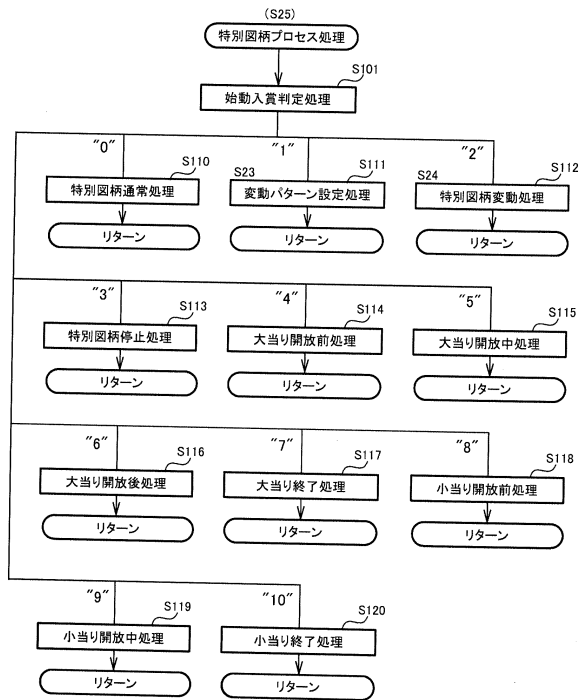 (S25)
特別図柄プロセス処理
S101
始動入賞判定処理
"0"
S110
特別図柄通常処理
リターン
"1"
S23
S111
変動パターン設定処理
リターン
"2"
S24
S112
特別図柄変動処理
リターン
"3"
S113
特別図柄停止処理
リターン
"4"
S114
大当り開放前処理
リターン
"5"
S115
大当り開放中処理
リターン
"6"
S116
大当り開放後処理
リターン
"7"
S117
大当り終了処理
リターン
"8"
S118
小当り開放前処理
リターン
"9"
S119
小当り開放中処理
リターン
"10"
S120
小当り終了処理
リターン